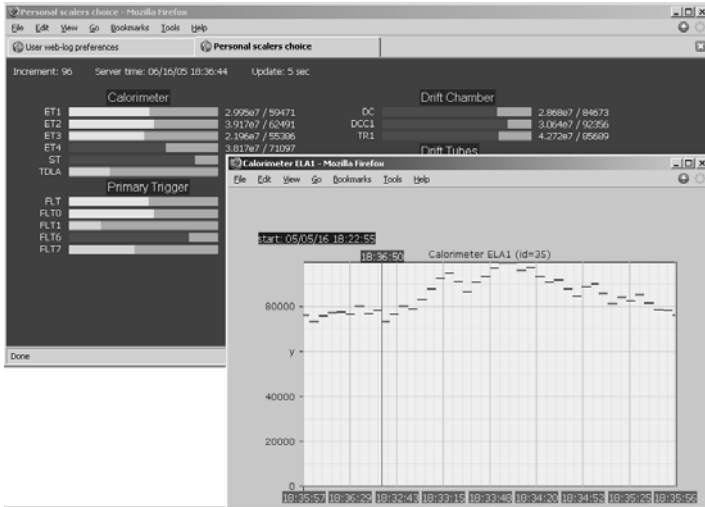 Personal scalers choice - Mozilla Firefox
File Edit View Go Bookmarks Tools Help
User web-log preferences Personal scalers choice
Increment: 96 Server time: 06/16/05 18:36:44 Update: 5 sec
Calorimeter Drift Chamber
ET1 2.995e7 / 59471 DC 2.868e7 / 84673
ET2 3.917e7 / 62491 DCC1 3.064e7 / 92356
ET3 2.196e7 / 55306 TR1 4.272e7 / 85689
ET4 3.817e7 / 71097 Drift Tubes
ST
TDLA
Primary Trigger
FLT
FLT0
FLT1
FLT6
FLT7
Done
Calorimeter ELA1 - Mozilla Firefox
File Edit View Go Bookmarks Tools Help
start: 05/05/16 18:22:55
18:36:50 Calorimeter ELA1 (id=35)
80000
y
40000
20000
0
18:35:57 18:36:29 18:32:43 18:33:15 18:33:48 18:34:20 18:34:52 18:35:25 18:35:56